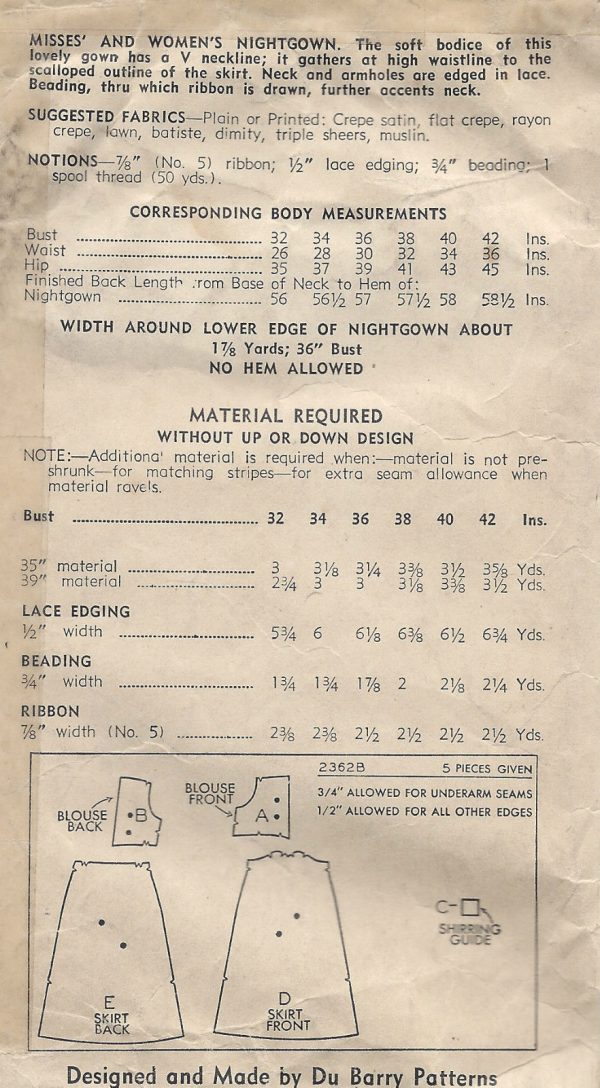 MISSES' AND WOMEN'S NIGHTGOWN. The soft bodice of this
lovely gown has a V neckline; it gathers at high waistline to the
scalloped outline of the skirt. Neck and armholes are edged in lace.
Beading, thru which ribbon is drawn, further accents neck.
SUGGESTED FABRICS—Plain or Printed: Crepe satin, flat crepe, rayon
crepe, lawn, batiste, dimity, triple sheers, muslin.
NOTIONS—⅞" (No. 5) ribbon; ½" lace edging; ¾" beading; 1
spool thread (50 yds.).
CORRESPONDING BODY MEASUREMENTS
Bust .......... 32 34 36 38 40 42 Ins.
Waist .......... 26 28 30 32 34 36 Ins.
Hip .......... 35 37 39 41 43 45 Ins.
Finished Back Length from Base of Neck to Hem of:
Nightgown .......... 56 56½ 57 57½ 58 58½ Ins.
WIDTH AROUND LOWER EDGE OF NIGHTGOWN ABOUT
1⅞ Yards; 36" Bust
NO HEM ALLOWED
MATERIAL REQUIRED
WITHOUT UP OR DOWN DESIGN
NOTE:—Additional material is required when:—material is not pre-
shrunk—for matching stripes—for extra seam allowance when
material ravels.
Bust .......... 32 34 36 38 40 42 Ins.
35" material .......... 3 3⅛ 3¼ 3⅜ 3½ 3⅝ Yds.
39" material .......... 2¾ 3 3 3⅛ 3⅜ 3½ Yds.
LACE EDGING
½" width .......... 5¾ 6 6⅛ 6⅜ 6½ 6¾ Yds.
BEADING
¾" width .......... 1¾ 1¾ 1⅞ 2 2⅛ 2¼ Yds.
RIBBON
⅞" width (No. 5) .......... 2⅜ 2⅜ 2½ 2½ 2½ 2½ Yds.
2362B 5 PIECES GIVEN
3/4" ALLOWED FOR UNDERARM SEAMS
1/2" ALLOWED FOR ALL OTHER EDGES
BLOUSE
BACK
B
BLOUSE
FRONT
A
C-
SHIRRING
GUIDE
E
SKIRT
BACK
D
SKIRT
FRONT
Designed and Made by Du Barry Patterns